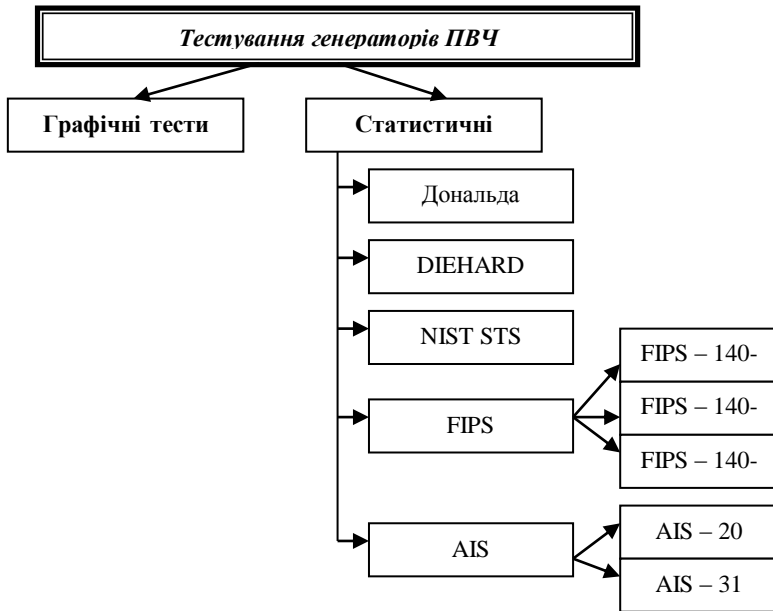 Тестування генераторів ПВЧ
Графічні тести
Статистичні
Дональда
DIEHARD
NIST STS
FIPS
FIPS – 140-
FIPS – 140-
FIPS – 140-
AIS
AIS – 20
AIS – 31